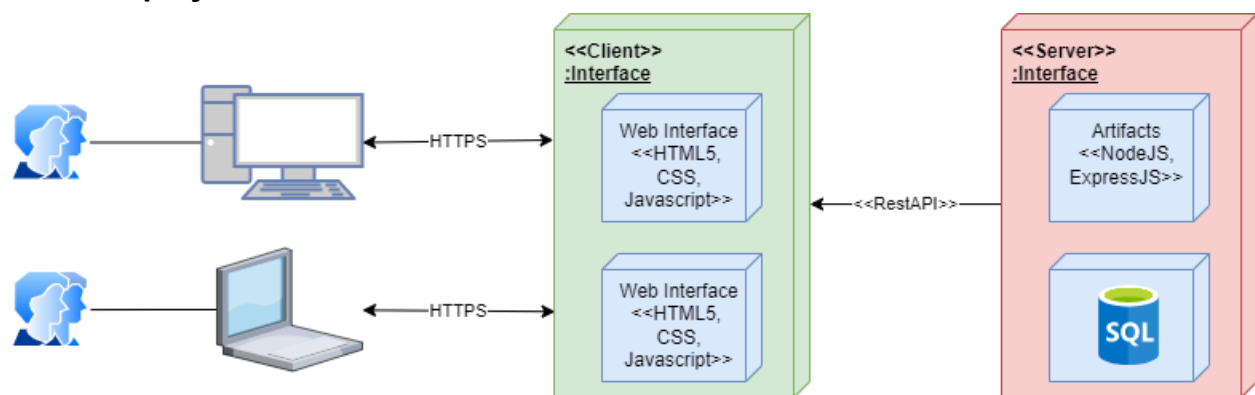 <<Client>>
:Interface
Web Interface
<<HTML5,
CSS,
Javascript>>
HTTPS
Web Interface
<<HTML5,
CSS,
Javascript>>
HTTPS
<<RestAPI>>
<<Server>>
:Interface
Artifacts
<<NodeJS,
ExpressJS>>
SQL